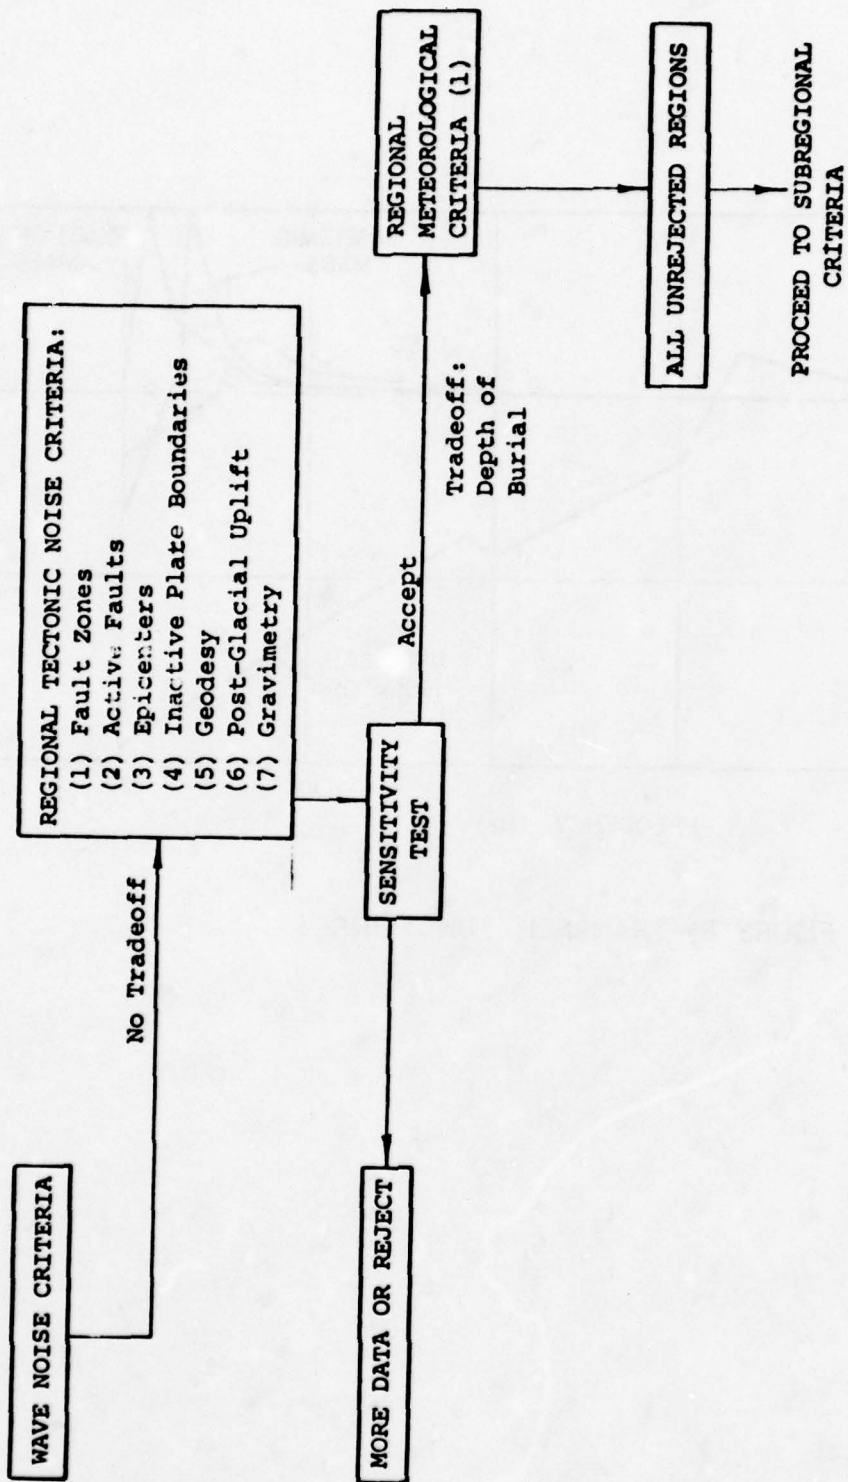 WAVE NOISE CRITERIA
No Tradeoff
REGIONAL TECTONIC NOISE CRITERIA:
(1) Fault Zones
(2) Active Faults
(3) Epicenters
(4) Inactive Plate Boundaries
(5) Geodesy
(6) Post-Glacial Uplift
(7) Gravimetry
MORE DATA OR REJECT
SENSITIVITY
TEST
Accept
Tradeoff:
Depth of
Burial
REGIONAL
METEOROLOGICAL
CRITERIA (1)
ALL UNREJECTED REGIONS
PROCEED TO SUBREGIONAL
CRITERIA